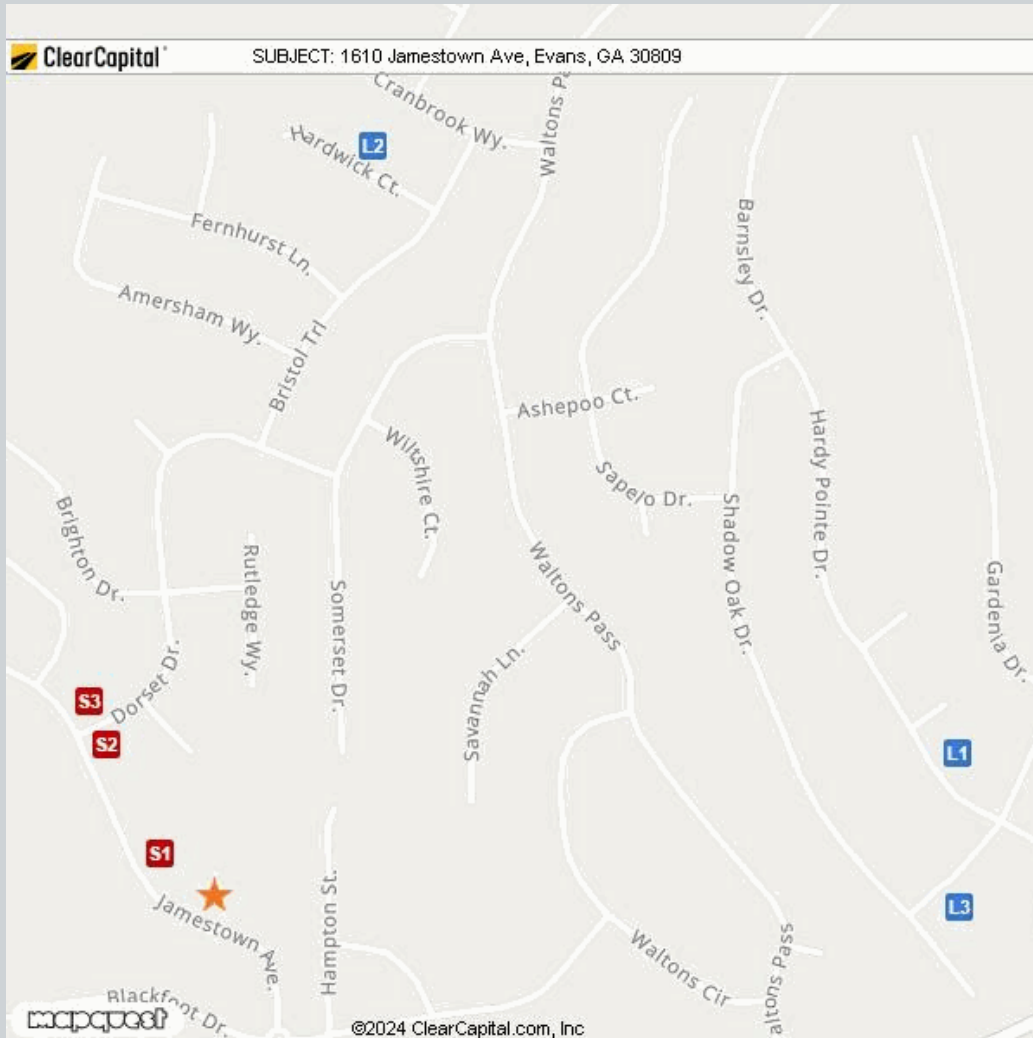 ClearCapital
SUBJECT: 1610 Jamestown Ave, Evans, GA 30809
Cranbrook Wy.
Waltons Pa
L2
Hardwick Ct.
Barnsley Dr.
Fernhurst Ln.
Amersham Wy.
Bristol Trl
Ashepoo Ct.
Wiltshire Ct.
Hardy Pointe Dr.
Sapelo Dr.
Brighton Dr.
Shadow Oak Dr.
Rutledge Wy.
Waltons Pass
Gardenia Dr.
Somerset Dr.
Dorset Dr.
Savannah Ln.
S3
S2
L1
S1
Jamestown Ave.
Hampton St.
L3
Waltons Cir
altons Pass
Blackfoot Dr.
mapquest
©2024 ClearCapital.com, Inc